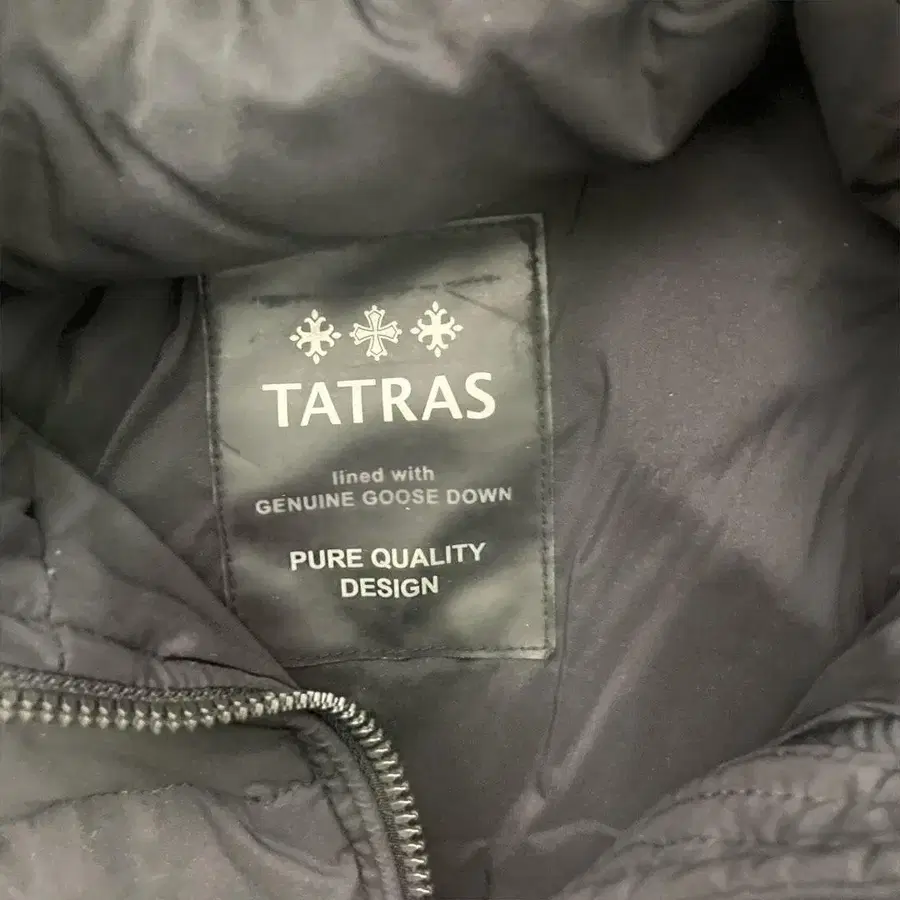 TATRAS
lined with
GENUINE GOOSE DOWN
PURE QUALITY
DESIGN